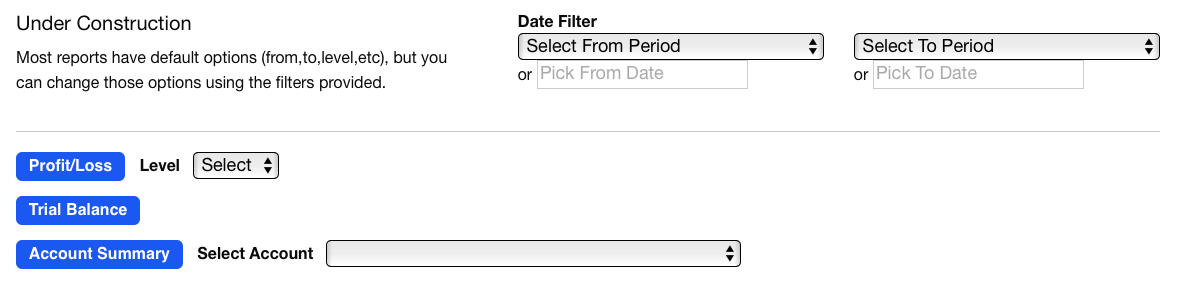 Under Construction
Most reports have default options (from,to,level,etc), but you
can change those options using the filters provided.
Date Filter
Select From Period
Select To Period
or Pick From Date
or Pick To Date
Profit/Loss Level Select
Trial Balance
Account Summary Select Account